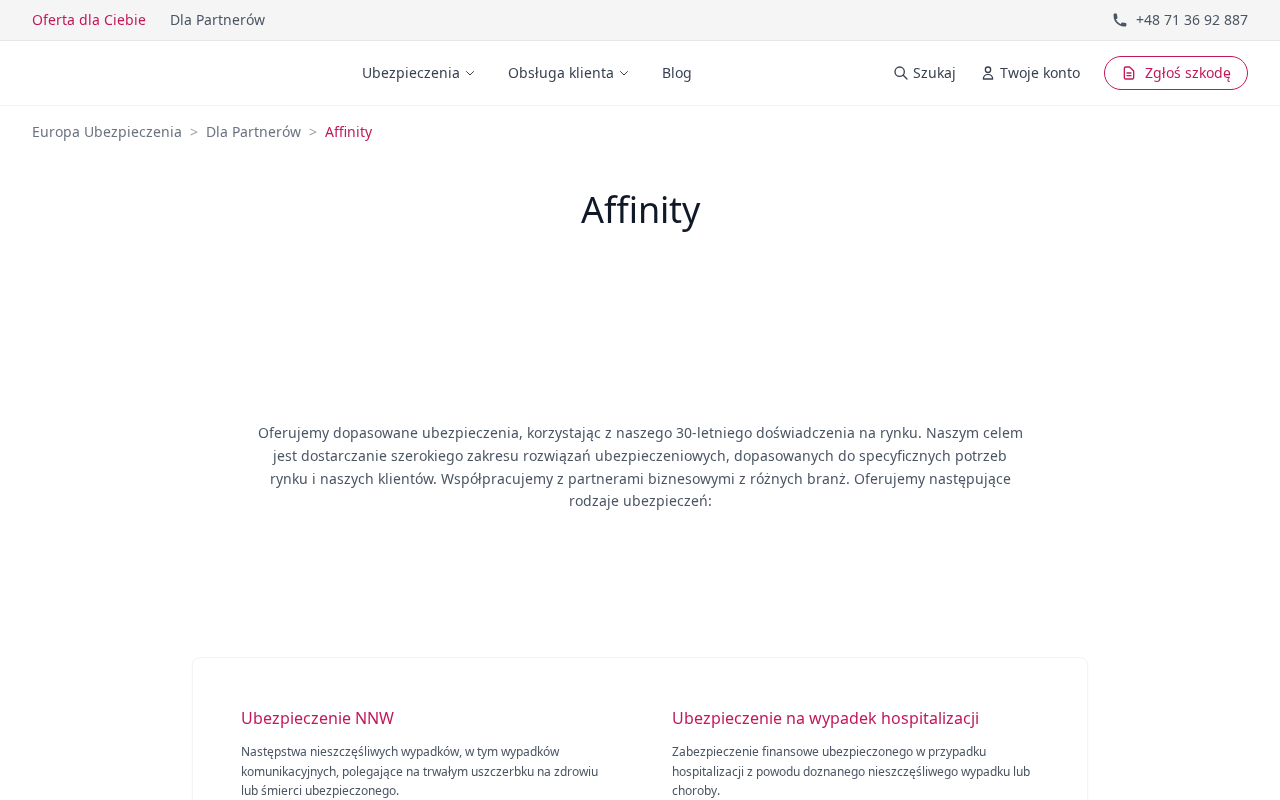 Oferta dla Ciebie
Dla Partnerów
+48 71 36 92 887
Ubezpieczenia
Obsługa klienta
Blog
Szukaj
Twoje konto
Zgłoś szkodę
Europa Ubezpieczenia > Dla Partnerów > Affinity
Affinity
Oferujemy dopasowane ubezpieczenia, korzystając z naszego 30-letniego doświadczenia na rynku. Naszym celem
jest dostarczanie szerokiego zakresu rozwiązań ubezpieczeniowych, dopasowanych do specyficznych potrzeb
rynku i naszych klientów. Współpracujemy z partnerami biznesowymi z różnych branż. Oferujemy następujące
rodzaje ubezpieczeń:
Ubezpieczenie NNW
Następstwa nieszczęśliwych wypadków, w tym wypadków
komunikacyjnych, polegające na trwałym uszczerbku na zdrowiu
lub śmierci ubezpieczonego.
Ubezpieczenie na wypadek hospitalizacji
Zabezpieczenie finansowe ubezpieczonego w przypadku
hospitalizacji z powodu doznanego nieszczęśliwego wypadku lub
choroby.